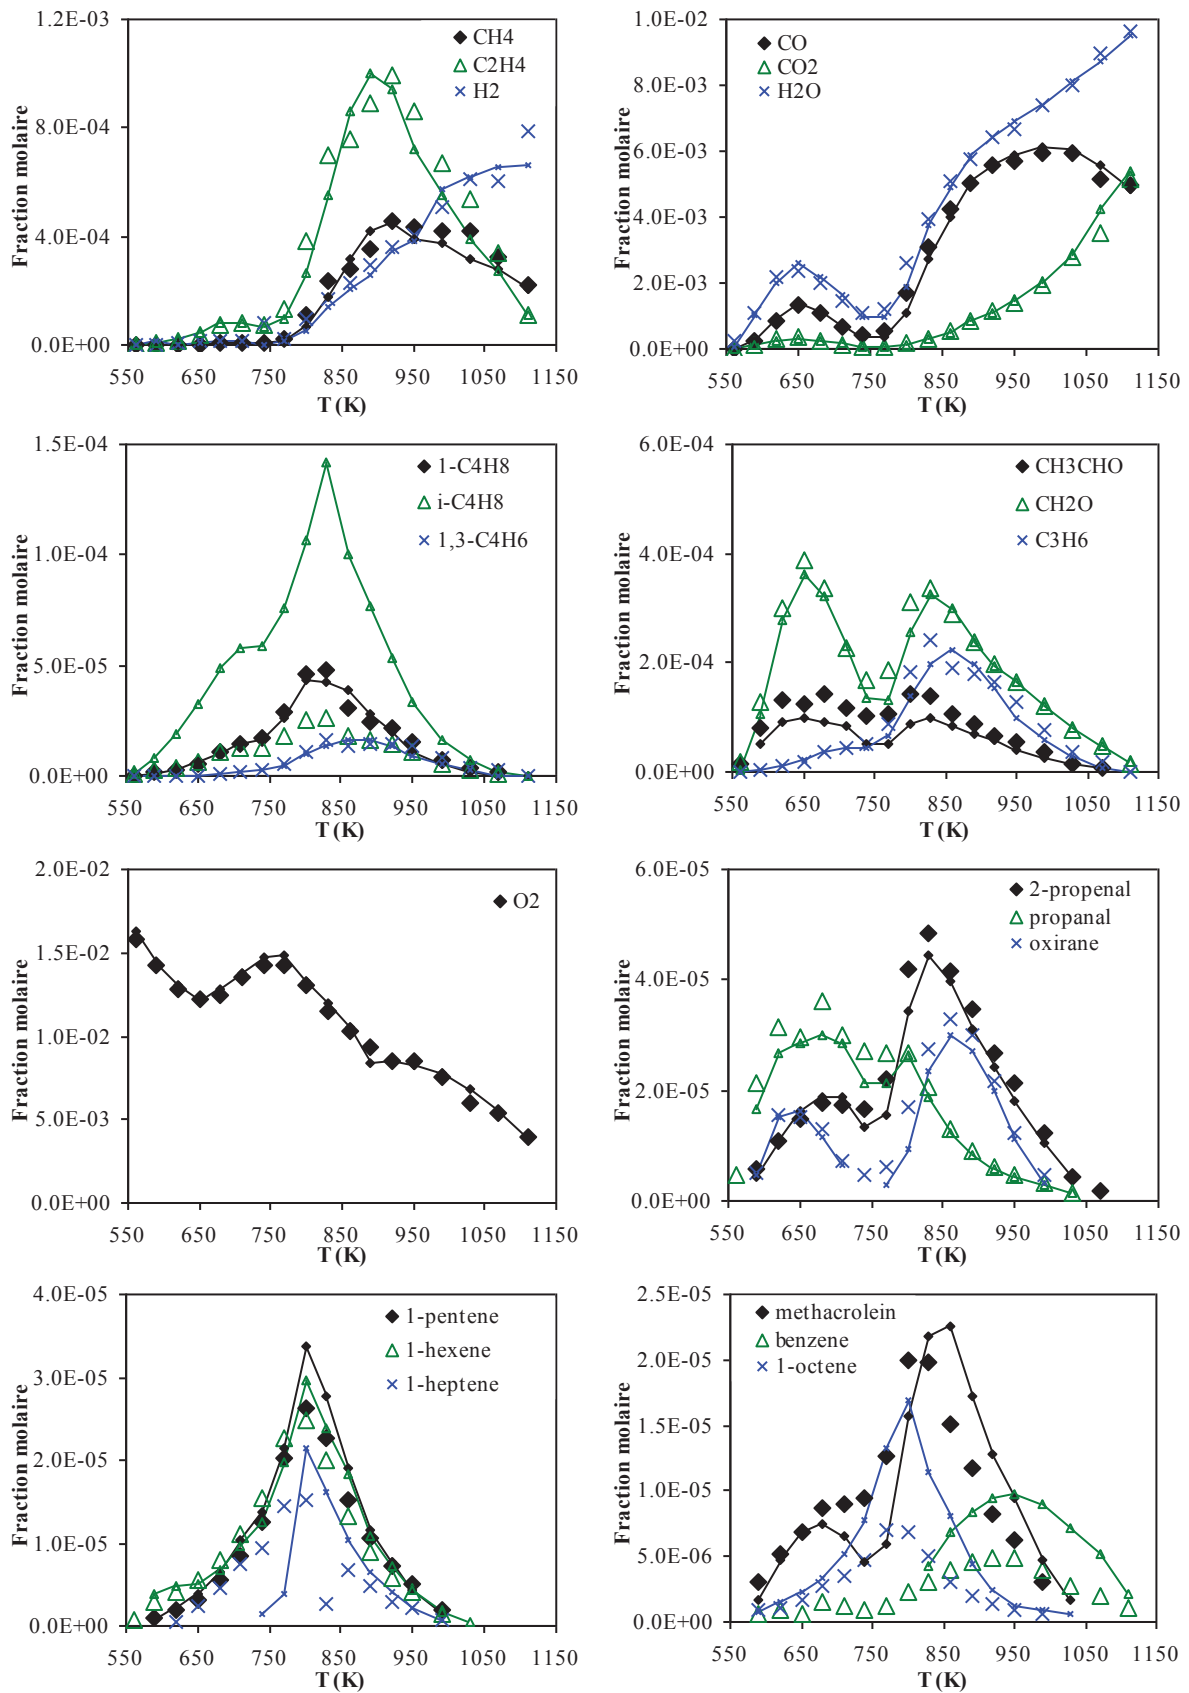 1.2E-03
8.0E-04
4.0E-04
0.0E+00
Fraction molaire
CH4
C2H4
H2
550 650 750 850 950 1050 1150
T (K)
1.0E-02
8.0E-03
6.0E-03
4.0E-03
2.0E-03
0.0E+00
Fraction molaire
CO
CO2
H2O
550 650 750 850 950 1050 1150
T (K)
1.5E-04
1.0E-04
5.0E-05
0.0E+00
Fraction molaire
1-C4H8
i-C4H8
1,3-C4H6
550 650 750 850 950 1050 1150
T (K)
6.0E-04
4.0E-04
2.0E-04
0.0E+00
Fraction molaire
CH3CHO
CH2O
C3H6
550 650 750 850 950 1050 1150
T (K)
2.0E-02
1.5E-02
1.0E-02
5.0E-03
0.0E+00
Fraction molaire
O2
550 650 750 850 950 1050 1150
T (K)
6.0E-05
4.0E-05
2.0E-05
0.0E+00
Fraction molaire
2-propenal
propanal
oxirane
550 650 750 850 950 1050 1150
T (K)
4.0E-05
3.0E-05
2.0E-05
1.0E-05
0.0E+00
Fraction molaire
1-pentene
1-hexene
1-heptene
550 650 750 850 950 1050 1150
T (K)
2.5E-05
2.0E-05
1.5E-05
1.0E-05
5.0E-06
0.0E+00
Fraction molaire
methacrolein
benzene
1-octene
550 650 750 850 950 1050 1150
T (K)